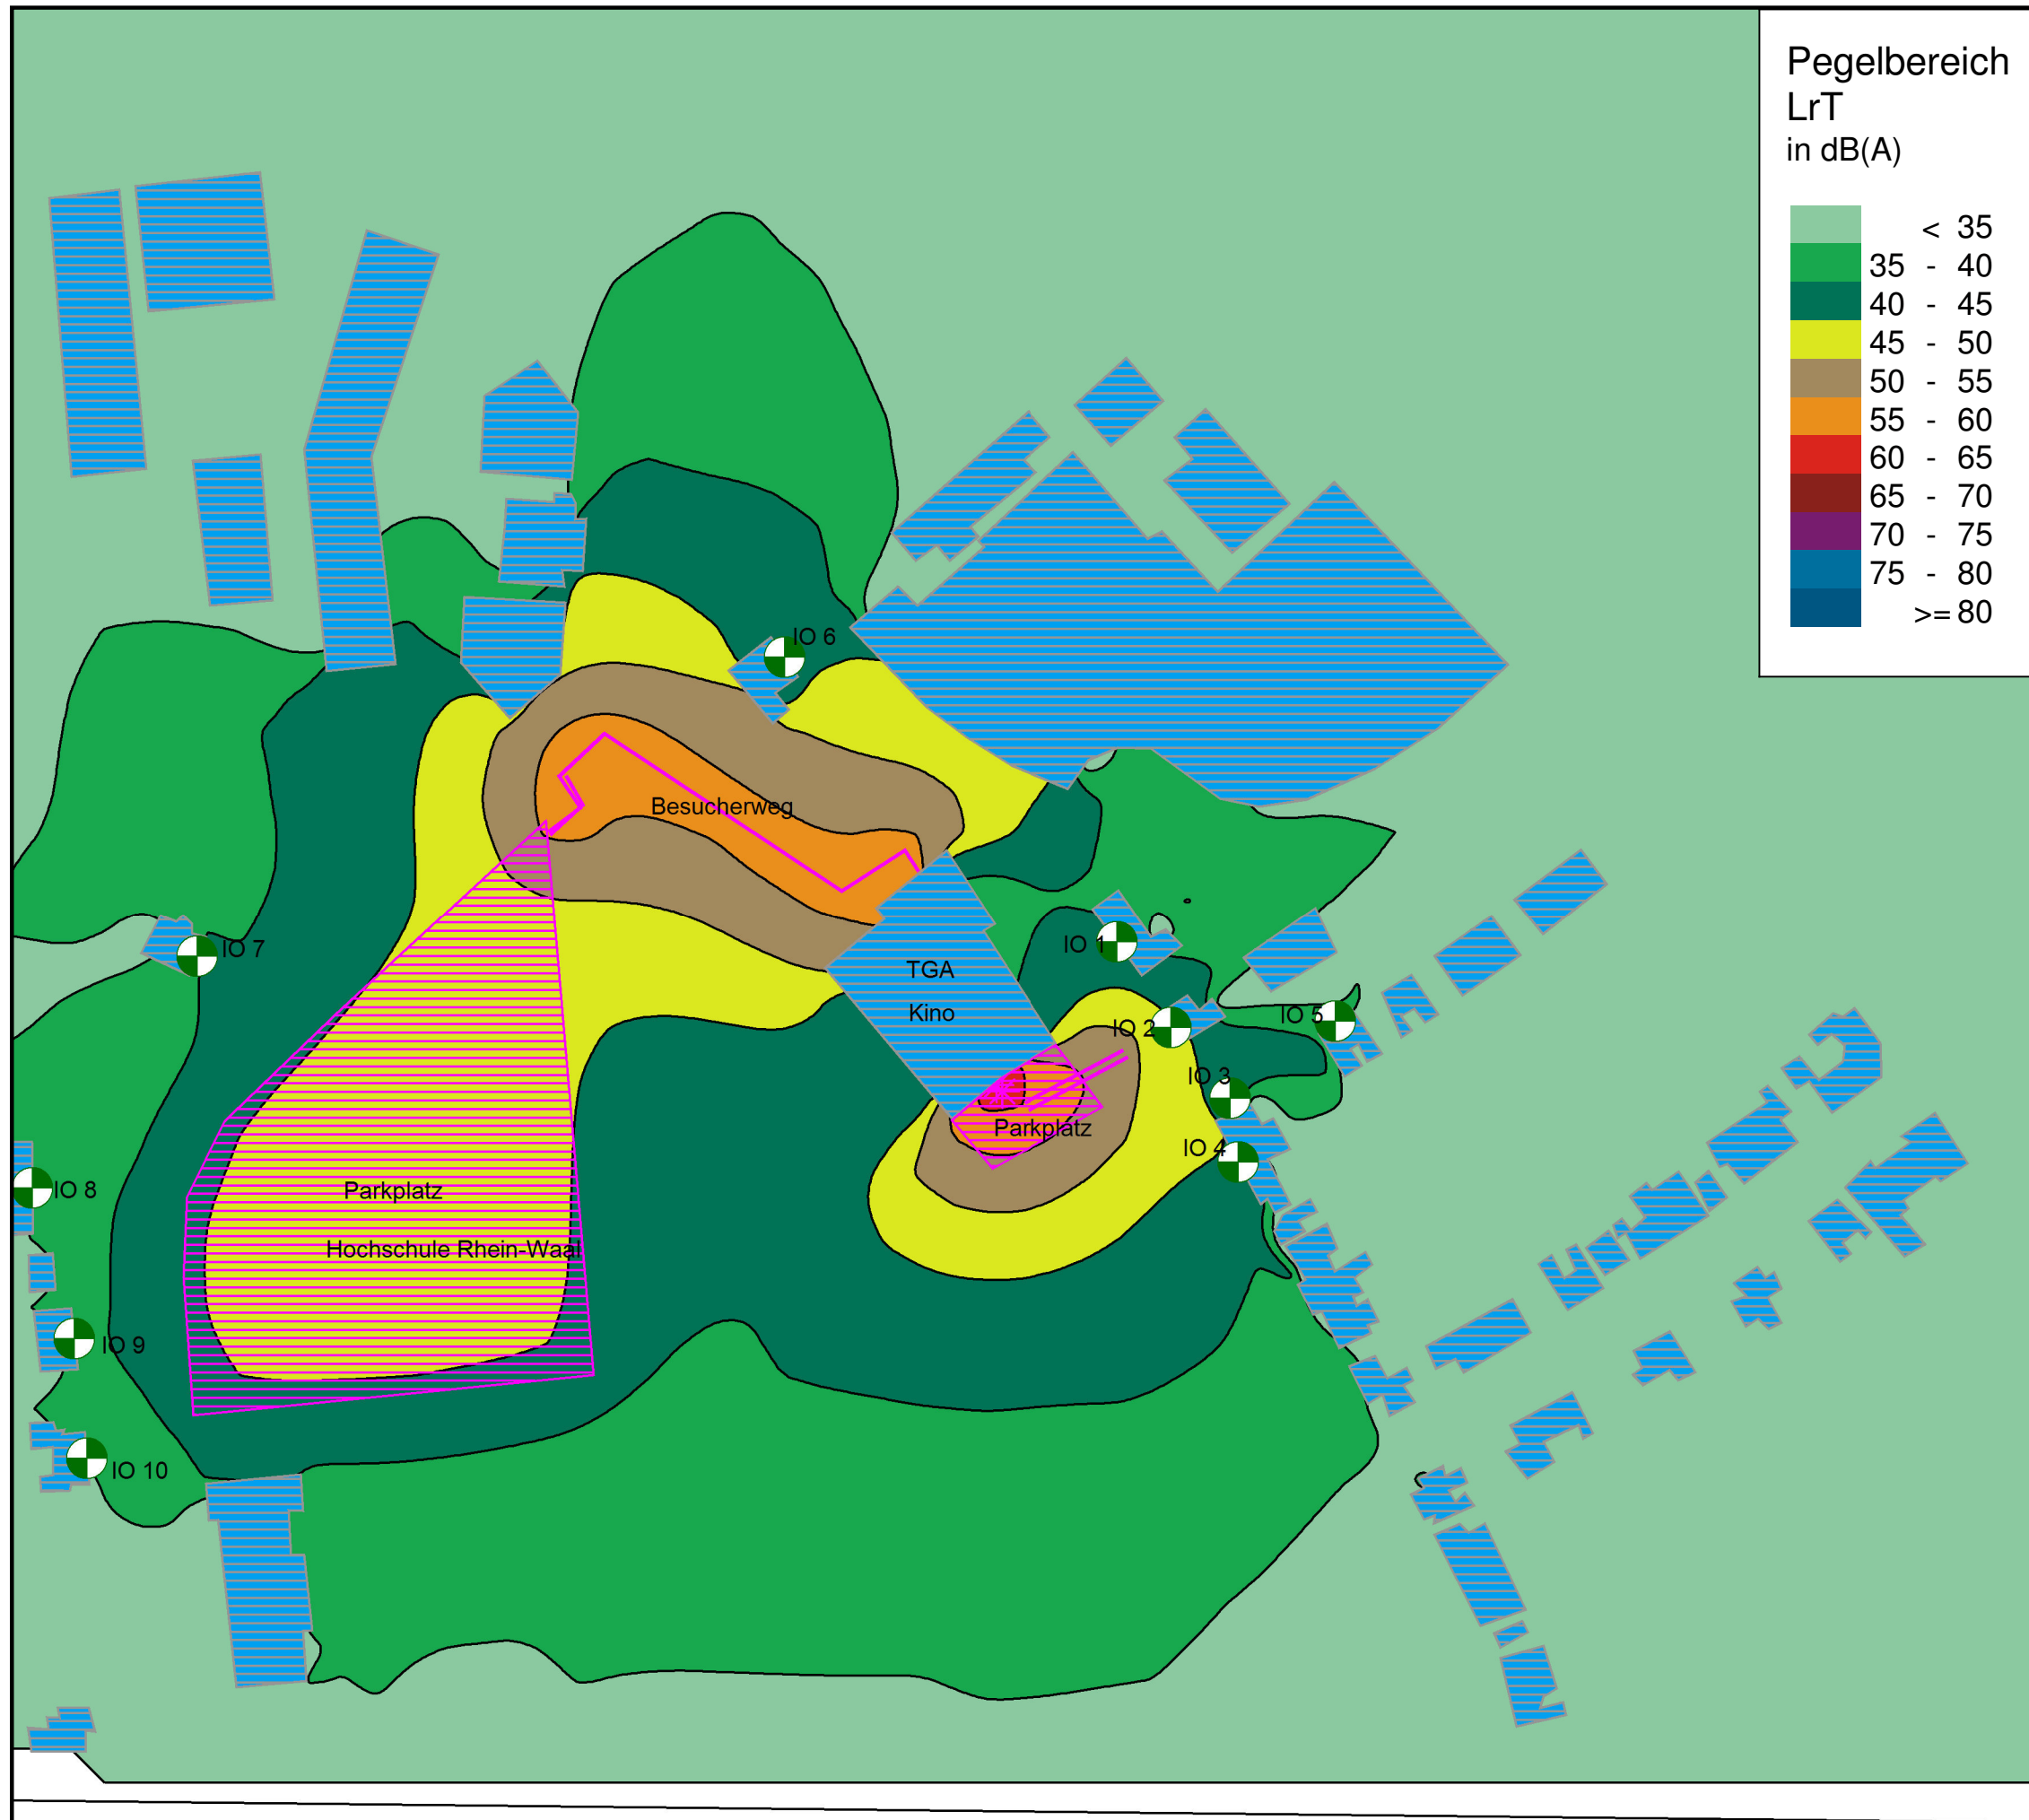 Pegelbereich
LrT
in dB(A)
< 35
35 - 40
40 - 45
45 - 50
50 - 55
55 - 60
60 - 65
65 - 70
70 - 75
75 - 80
>= 80
IO 6
Besucherweg
IO 7
IO 1
TGA
Kino
IO 2
IO 5
IO 3
Parkplatz
IO 4
IO 8
Parkplatz
Hochschule Rhein-Waal
IO 9
IO 10